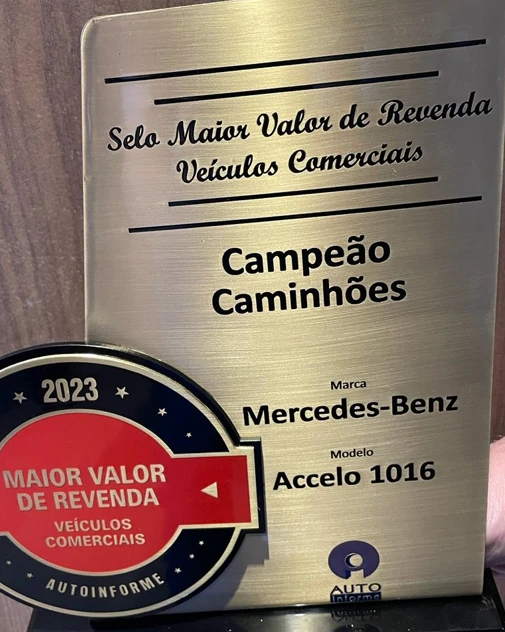 Selo Maior Valor de Revenda
Veículos Comerciais
Campeão
Caminhões
Marca
Mercedes-Benz
Modelo
Accelo 1016
2023
MAIOR VALOR
DE REVENDA
VEÍCULOS
COMERCIAIS
AUTOINFORME
AUTO
informe